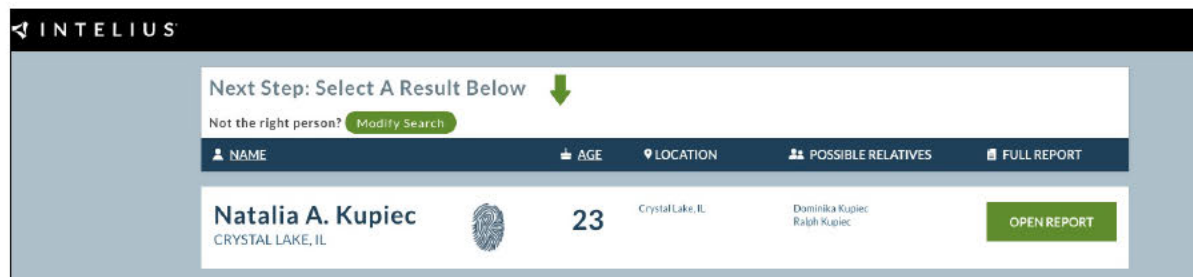 INTELIUS
Next Step: Select A Result Below
Not the right person? Modify Search
NAME AGE LOCATION POSSIBLE RELATIVES FULL REPORT
Natalia A. Kupiec 23 Crystal Lake, IL Dominika Kupiec OPEN REPORT
CRYSTAL LAKE, IL Ralph Kupiec